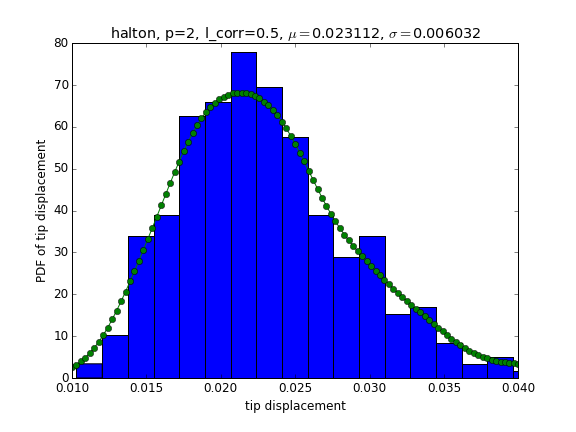 halton, p=2, l_corr=0.5, μ=0.023112, σ=0.006032
80
70
60
50
40
30
20
10
0
PDF of tip displacement
0.010 0.015 0.020 0.025 0.030 0.035 0.040
tip displacement